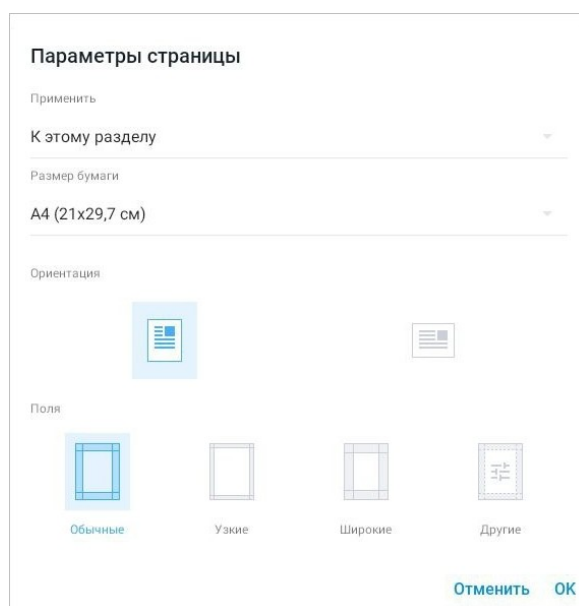 Параметры страницы
Применить
К этому разделу
Размер бумаги
A4 (21x29,7 см)
Ориентация
Поля
Обычные Узкие Широкие Другие
Отменить OK